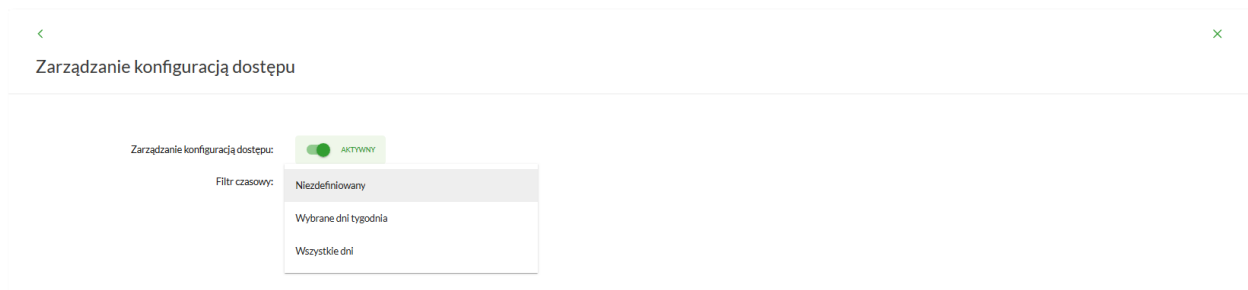 Zarządzanie konfiguracją dostępu
Zarządzanie konfiguracją dostępu: AKTYWNY
Filtr czasowy: Niezdefiniowany
Wybrane dni tygodnia
Wszystkie dni